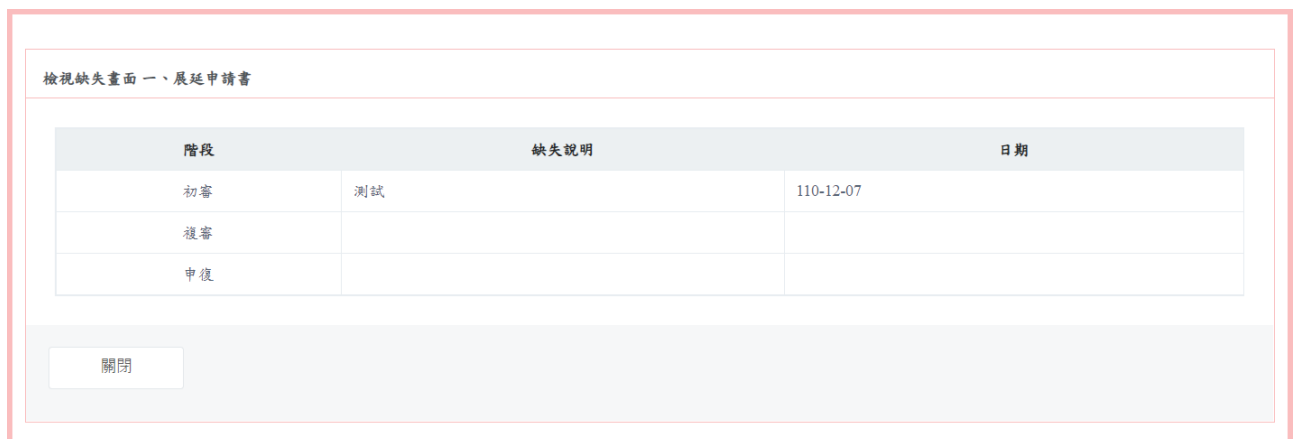 檢視缺失畫面 一、展延申請書
階段 缺失說明 日期
初審 測試 110-12-07
複審
申復
關閉